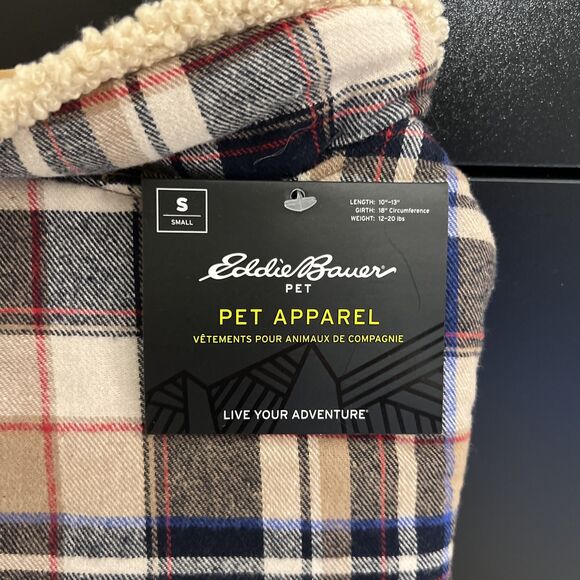 S
SMALL
LENGTH: 10"-13"
GIRTH: 18" Circumference
WEIGHT: 12-20 lbs
Eddie Bauer
PET
PET APPAREL
VÊTEMENTS POUR ANIMAUX DE COMPAGNIE
LIVE YOUR ADVENTURE®